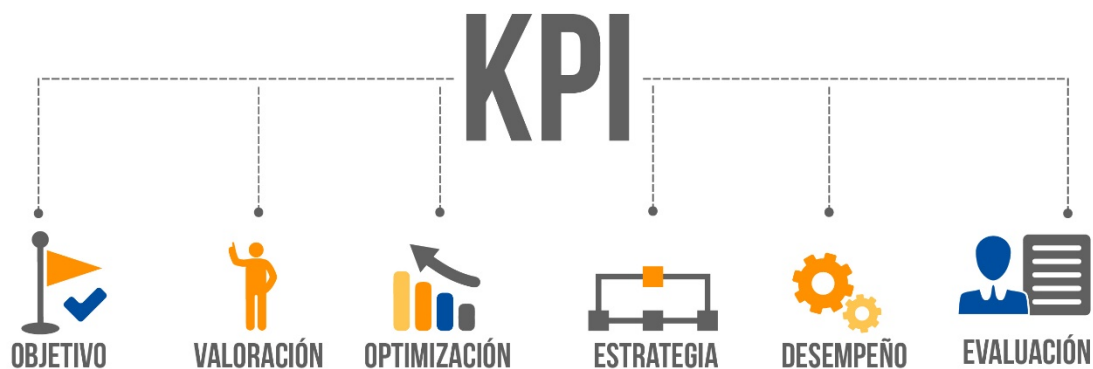 KPI
OBJETIVO
VALORACIÓN
OPTIMIZACIÓN
ESTRATEGIA
DESEMPEÑO
EVALUACIÓN